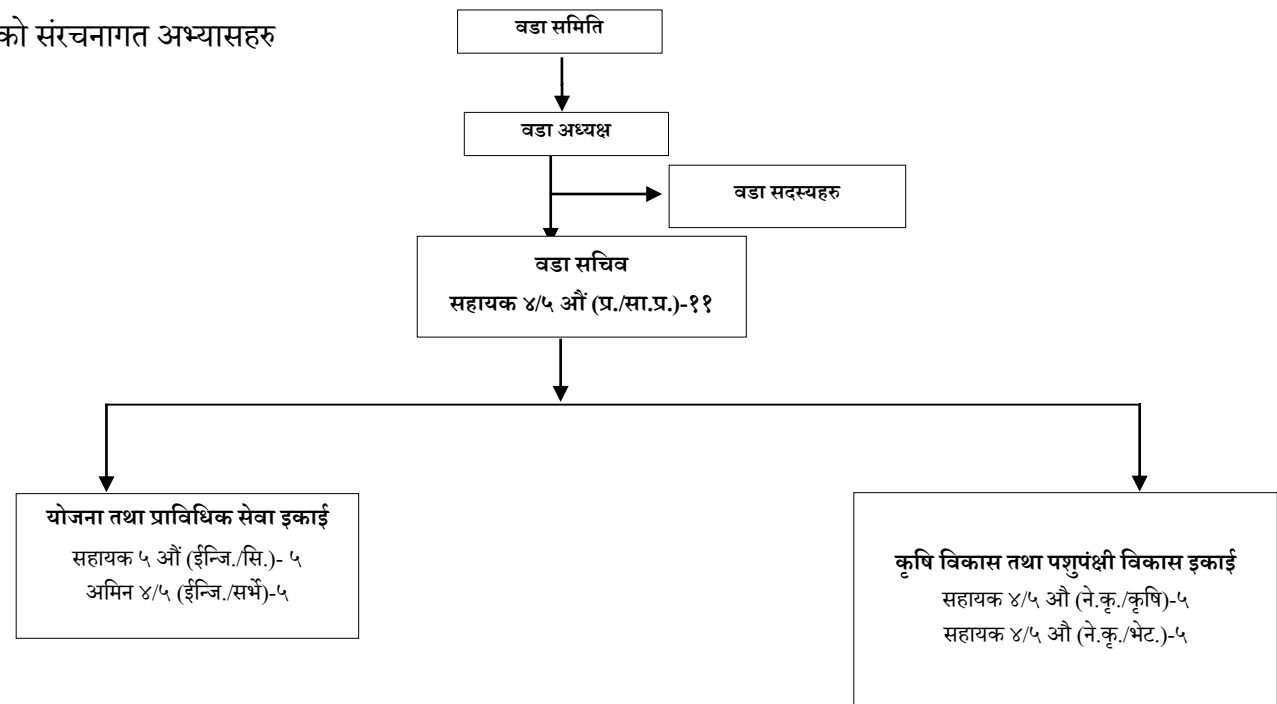 को संरचनागत अभ्यासहरु
वडा समिति
वडा अध्यक्ष
वडा सदस्यहरु
वडा सचिव
सहायक ४/५ औं (प्र./सा.प्र.)-११
योजना तथा प्राविधिक सेवा इकाई
सहायक ५ औं (ईन्जि./सि.)- ५
अमिन ४/५ (ईन्जि./सर्भे)-५
कृषि विकास तथा पशुपंक्षी विकास इकाई
सहायक ४/५ औ (ने.कृ./कृषि)-५
सहायक ४/५ औ (ने.कृ./भेट.)-५